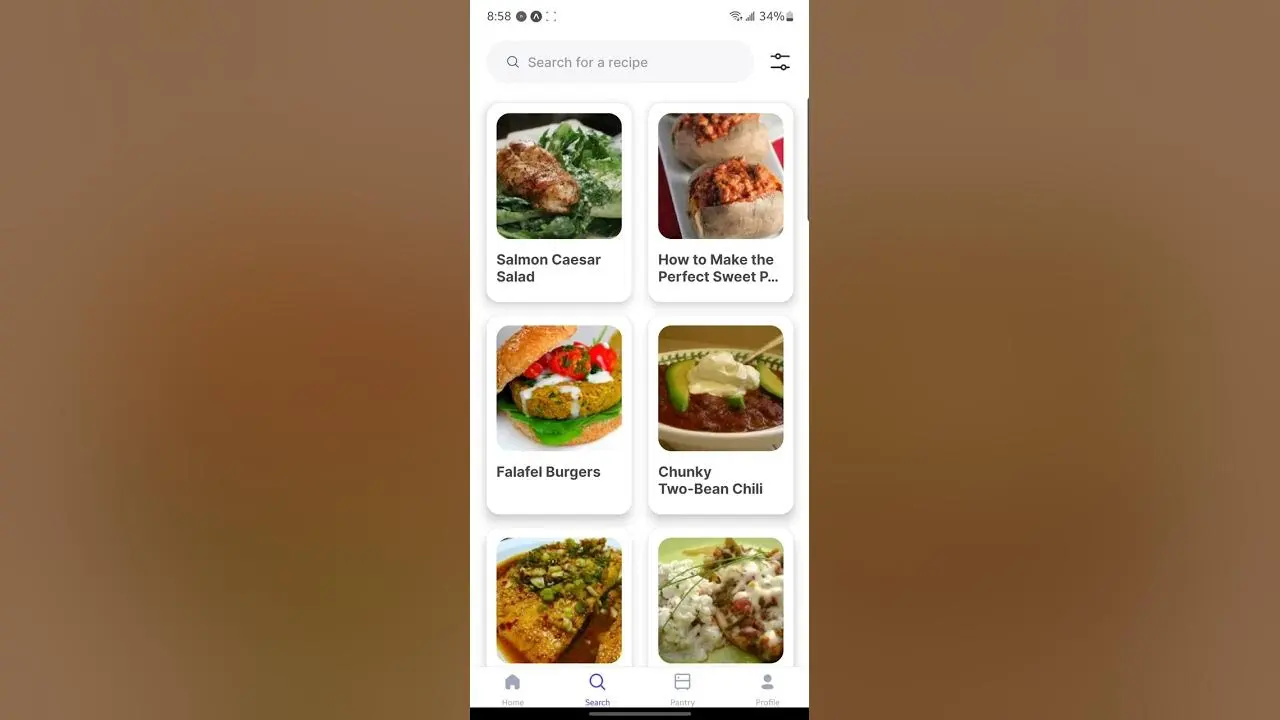 8:58
34%
Search for a recipe
Salmon Caesar
Salad
How to Make the
Perfect Sweet P...
Falafel Burgers
Chunky
Two-Bean Chili
Home
Search
Pantry
Profile